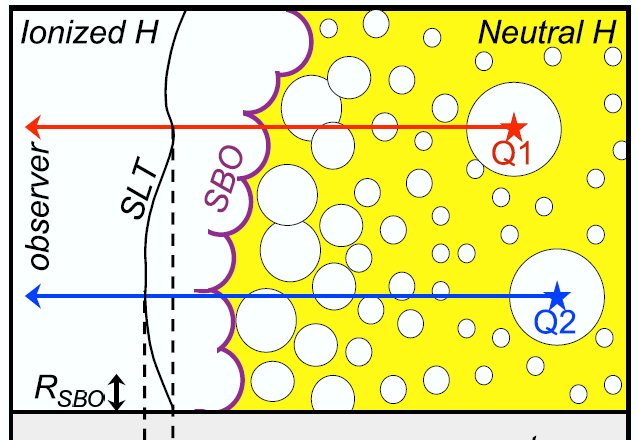 Ionized H
Neutral H
observer
SLT
SBO
Q1
Q2
R_SBO